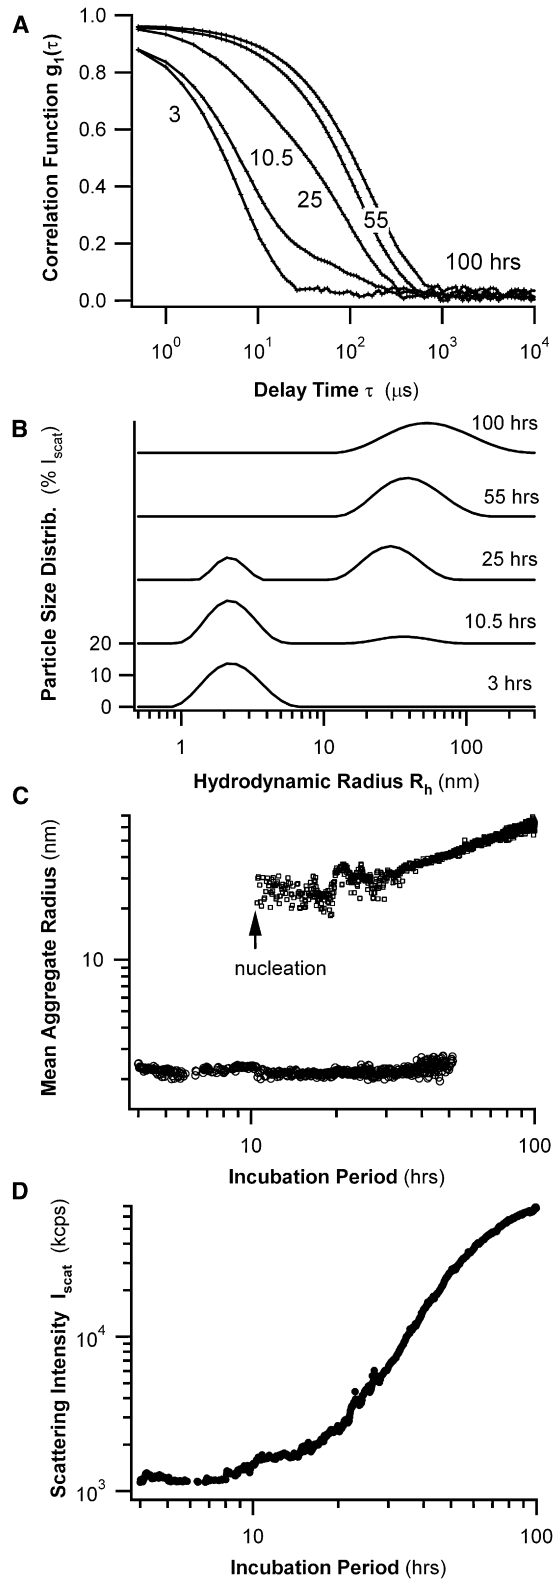 A
Correlation Function g1(τ)
1.0
0.8
0.6
0.4
0.2
0.0
3
10.5
25
55
100 hrs
10^0
10^1
10^2
10^3
10^4
Delay Time τ (μs)
B
Particle Size Distrib. (% Iscat)
100 hrs
55 hrs
25 hrs
10.5 hrs
3 hrs
20
10
0
1
10
100
Hydrodynamic Radius Rh (nm)
C
Mean Aggregate Radius (nm)
10
nucleation
10
100
Incubation Period (hrs)
D
Scattering Intensity Iscat (kcps)
10^4
10^3
10
100
Incubation Period (hrs)